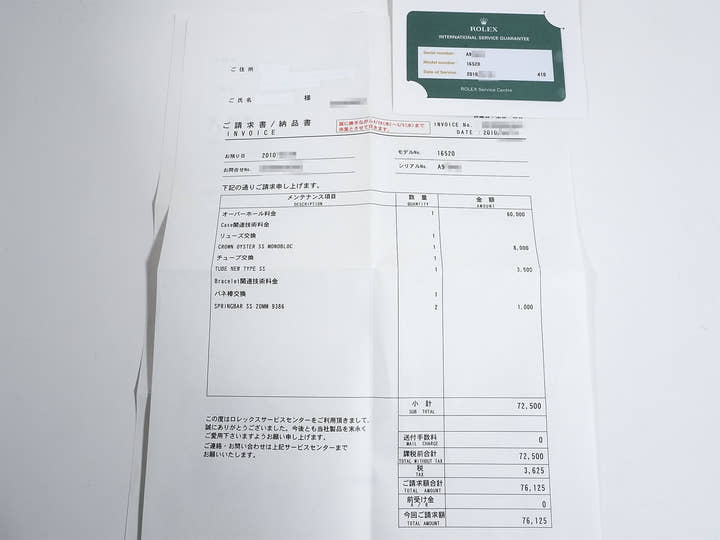 ROLEX
INTERNATIONAL SERVICE GUARANTEE
Serial number: A9
Model number: 16520
Date of Service: 2010 410
ROLEX Service Centre
ご住所
ご氏名 様
ご請求書/納品書
INVOICE
INVOICE No.
DATE : 2010/
お預り日 2010
モデルNo. 16520
お問合せNo.
シリアルNo. A9
下記の通りご請求申し上げます。
メンテナンス項目 数量 金額
DESCRIPTION QUANTITY AMOUNT
オーバーホール料金 1 60,000
Case関連技術料金
リューズ交換 1
CROWN OYSTER SS MONOBLOC 1 8,000
チューブ交換 1
TUBE NEW TYPE SS 1 3,500
Bracelet関連技術料金
バネ棒交換 1
SPRINGBAR SS 20MM 9386 2 1,000
小計 72,500
SUB TOTAL
この度はロレックスサービスセンターをご利用頂きまして、
誠にありがとうございました。今後とも当社製品を末永く
ご愛用下さいますようお願い申し上げます。
ご連絡・お問い合わせは上記サービスセンターまで
お願いいたします。
送付手数料 0
MAIL CHARGE
課税前合計 72,500
TOTAL WITHOUT TAX
税 3,625
TAX
ご請求額合計 76,125
TOTAL AMOUNT
前受け金 0
A / R
今回ご請求額 76,125
TOTAL AMOUNT